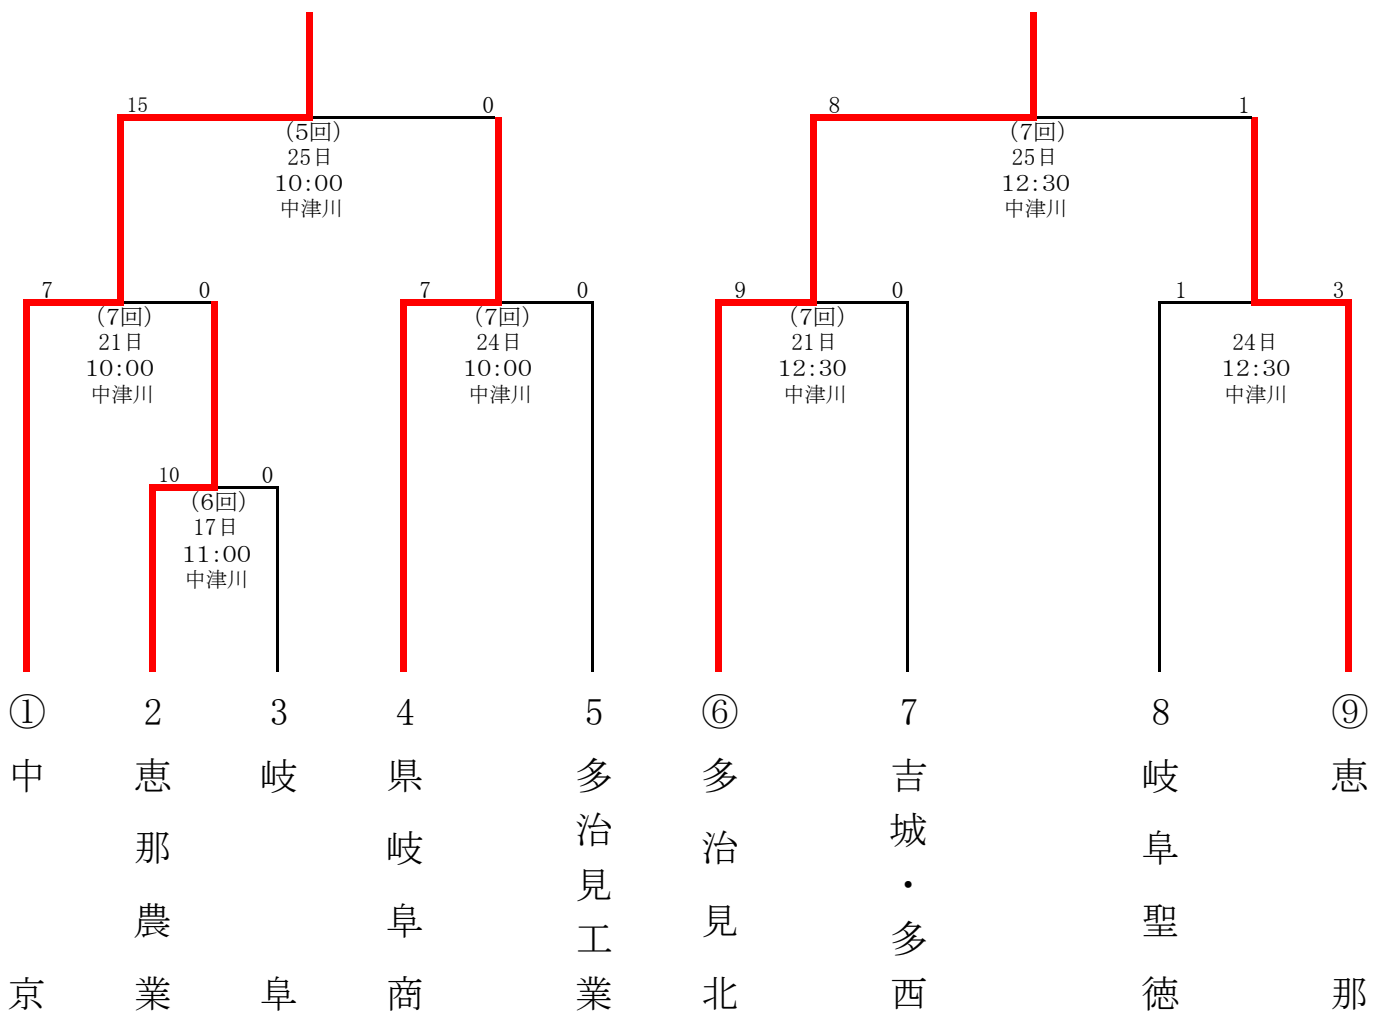 15 0
（5回）
25日
10:00
中津川
8 1
（7回）
25日
12:30
中津川
7 0
（7回）
21日
10:00
中津川
7 0
（7回）
24日
10:00
中津川
9 0
（7回）
21日
12:30
中津川
1 3
24日
12:30
中津川
10 0
（6回）
17日
11:00
中津川
① 中京
2 恵那農業
3 岐阜
4 県岐阜商
5 多治見工業
⑥ 多治見北
7 吉城・多西
8 岐阜聖徳
⑨ 恵那